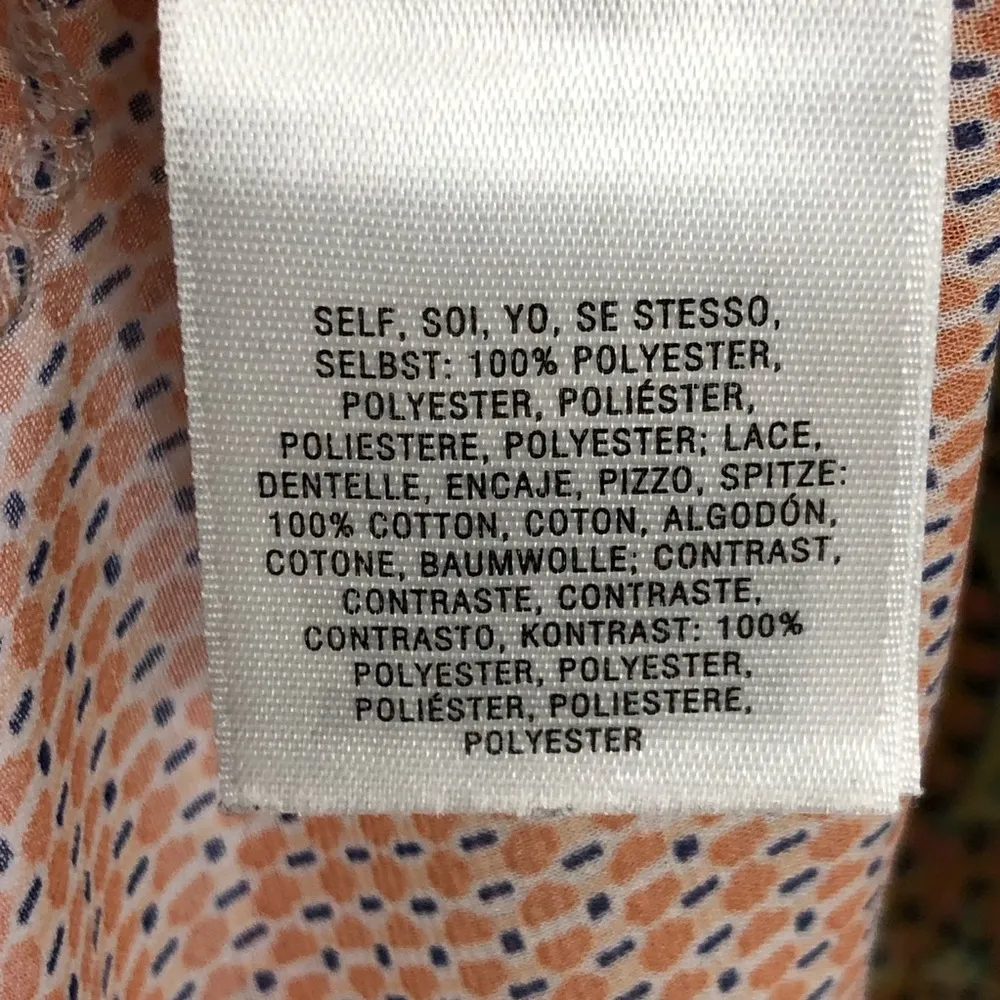 SELF, SOI, YO, SE STESSO,
SELBST: 100% POLYESTER,
POLYESTER, POLIÉSTER,
POLIESTERE, POLYESTER; LACE,
DENTELLE, ENCAJE, PIZZO, SPITZE:
100% COTTON, COTON, ALGODÓN,
COTONE, BAUMWOLLE; CONTRAST,
CONTRASTE, CONTRASTE,
CONTRASTO, KONTRAST: 100%
POLYESTER, POLYESTER,
POLIÉSTER, POLIESTERE,
POLYESTER